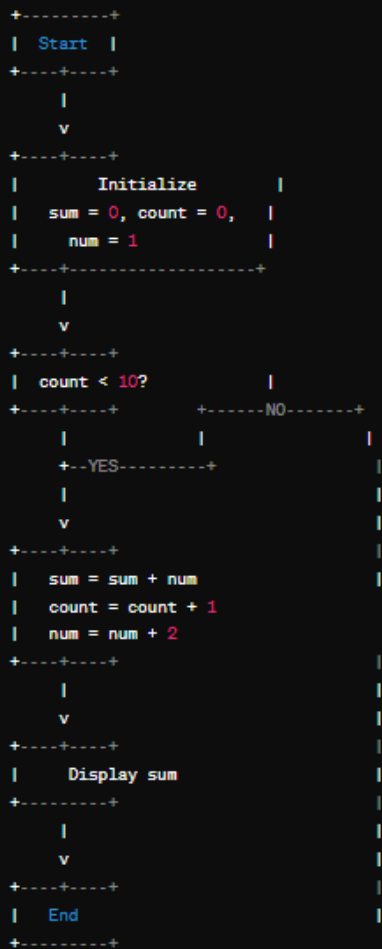 +---------+
|  Start  |
+----+----+
     |
     v
+----+----+
|        Initialize        |
|   sum = 0, count = 0,   |
|     num = 1             |
+----+-------------------+
     |
     v
+----+----+
|  count < 10?            |
+----+----+        +------NO-------+
     |             |                |
     +--YES---------+                |
     |                               |
     v                               |
+----+----+                          |
|   sum = sum + num                  |
|   count = count + 1
|   num = num + 2
+----+----+                          |
     |                               |
     v                               |
+----+----+                          |
|     Display sum                    |
+---------+                          |
     |                               |
     v                               |
+----+----+                          |
|   End                              |
+---------+